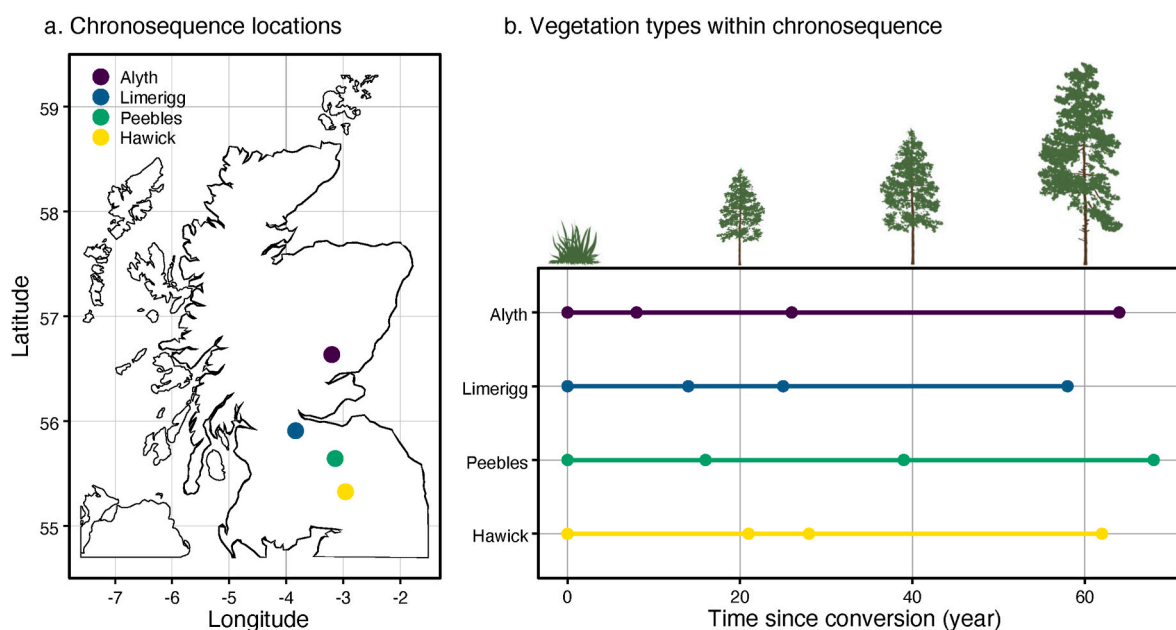 a. Chronosequence locations
Alyth
Limerigg
Peebles
Hawick
59
58
57
56
55
Latitude
-7 -6 -5 -4 -3 -2
Longitude
b. Vegetation types within chronosequence
Alyth
Limerigg
Peebles
Hawick
0 20 40 60
Time since conversion (year)